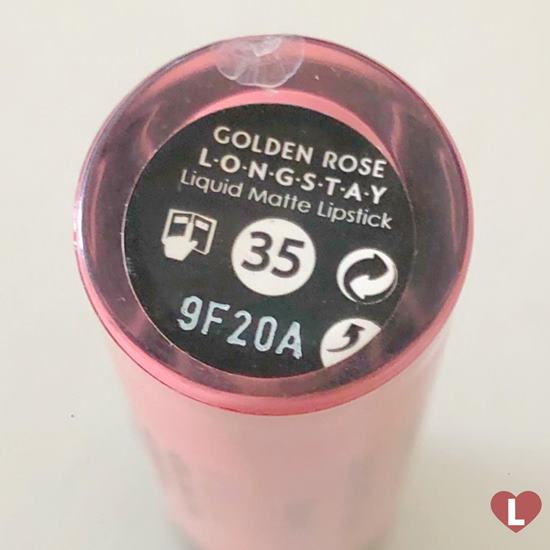 GOLDEN ROSE
L·O·N·G·S·T·A·Y
Liquid Matte Lipstick
35
9F20A
L